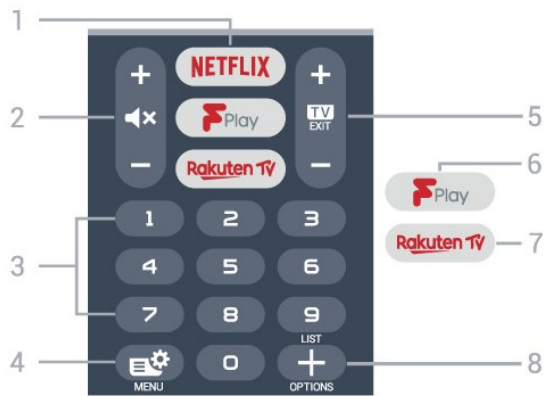 1
+ NETFLIX +
2 Play TV 5
EXIT
− Rakuten TV −
6
Play
1 2 3
Rakuten TV 7
3 4 5 6
7 8 9
LIST
4 0 + 8
MENU OPTIONS